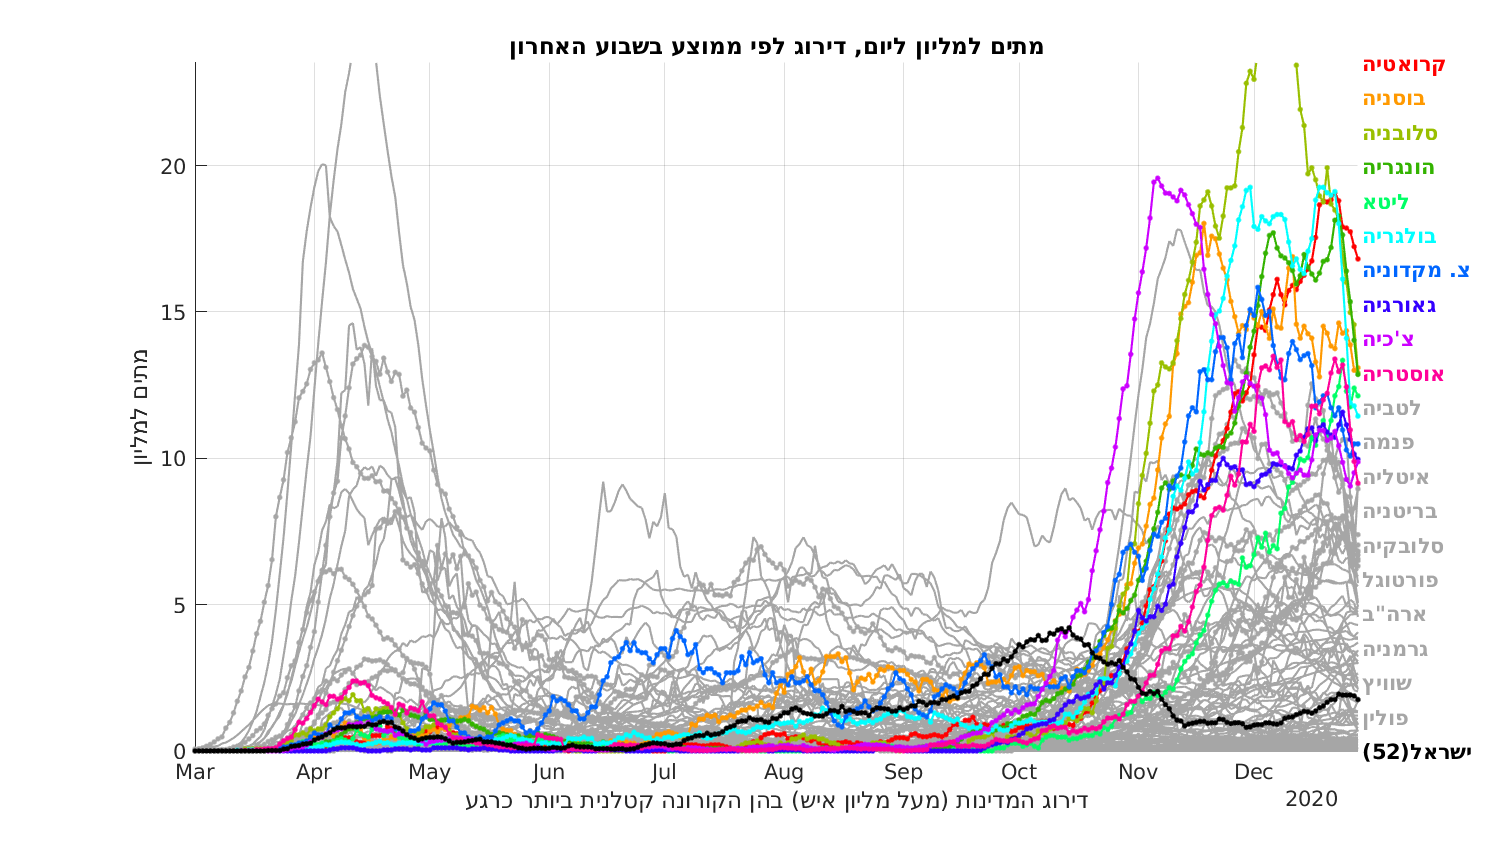 מתים למליון ליום, דירוג לפי ממוצע בשבוע האחרון
מתים למליון
20
15
10
5
0
Mar Apr May Jun Jul Aug Sep Oct Nov Dec
2020
דירוג המדינות (מעל מליון איש) בהן הקורונה קטלנית ביותר כרגע
קרואטיה
בוסניה
סלובניה
הונגריה
ליטא
בולגריה
צ. מקדוניה
גאורגיה
צ'כיה
אוסטריה
לטביה
פנמה
איטליה
בריטניה
סלובקיה
פורטוגל
ארה"ב
גרמניה
שוויץ
פולין
ישראל(52)